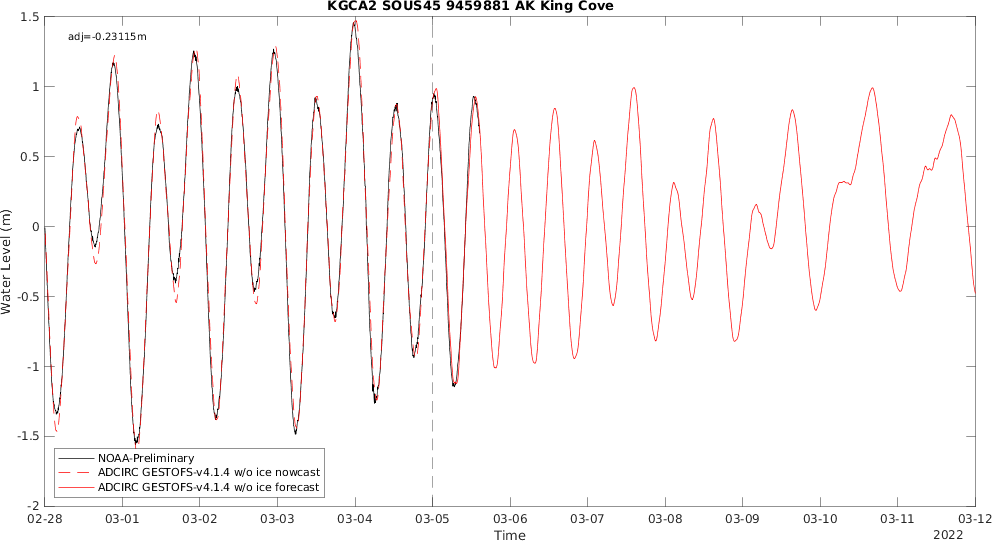 KGCA2 SOUS45 9459881 AK King Cove
adj=-0.23115m
1.5
1
0.5
0
-0.5
-1
-1.5
-2
Water Level (m)
NOAA-Preliminary
ADCIRC GESTOFS-v4.1.4 w/o ice nowcast
ADCIRC GESTOFS-v4.1.4 w/o ice forecast
02-28 03-01 03-02 03-03 03-04 03-05 03-06 03-07 03-08 03-09 03-10 03-11 03-12
Time
2022